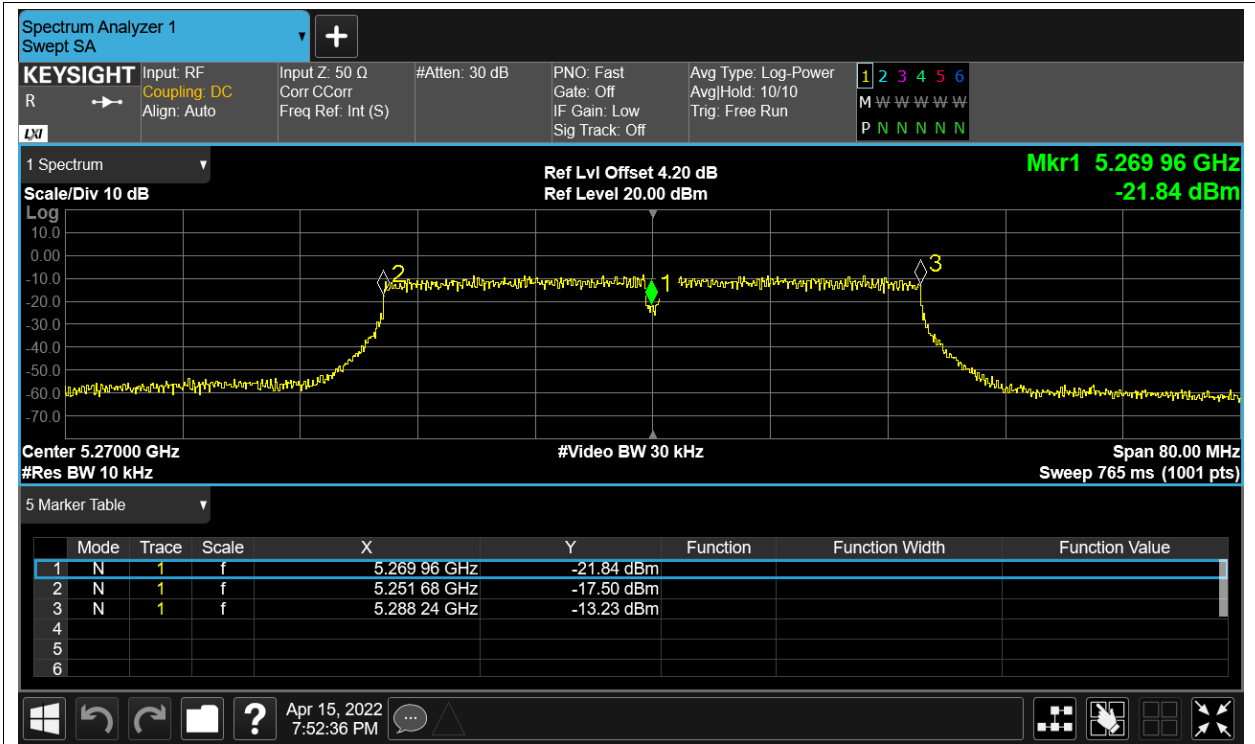 Spectrum Analyzer 1
Swept SA
KEYSIGHT
R
LXI
Input: RF
Coupling: DC
Align: Auto
Input Z: 50 Ω
Corr CCorr
Freq Ref: Int (S)
#Atten: 30 dB
PNO: Fast
Gate: Off
IF Gain: Low
Sig Track: Off
Avg Type: Log-Power
Avg|Hold: 10/10
Trig: Free Run
1 2 3 4 5 6
M W W W W W
P N N N N N
1 Spectrum
Scale/Div 10 dB
Ref Lvl Offset 4.20 dB
Ref Level 20.00 dBm
Mkr1 5.269 96 GHz
-21.84 dBm
Log
10.0
0.00
-10.0
-20.0
-30.0
-40.0
-50.0
-60.0
-70.0
2
1
3
Center 5.27000 GHz
#Res BW 10 kHz
#Video BW 30 kHz
Span 80.00 MHz
Sweep 765 ms (1001 pts)
5 Marker Table
Mode Trace Scale X Y Function Function Width Function Value
1 N 1 f 5.269 96 GHz -21.84 dBm
2 N 1 f 5.251 68 GHz -17.50 dBm
3 N 1 f 5.288 24 GHz -13.23 dBm
4
5
6
?
Apr 15, 2022
7:52:36 PM